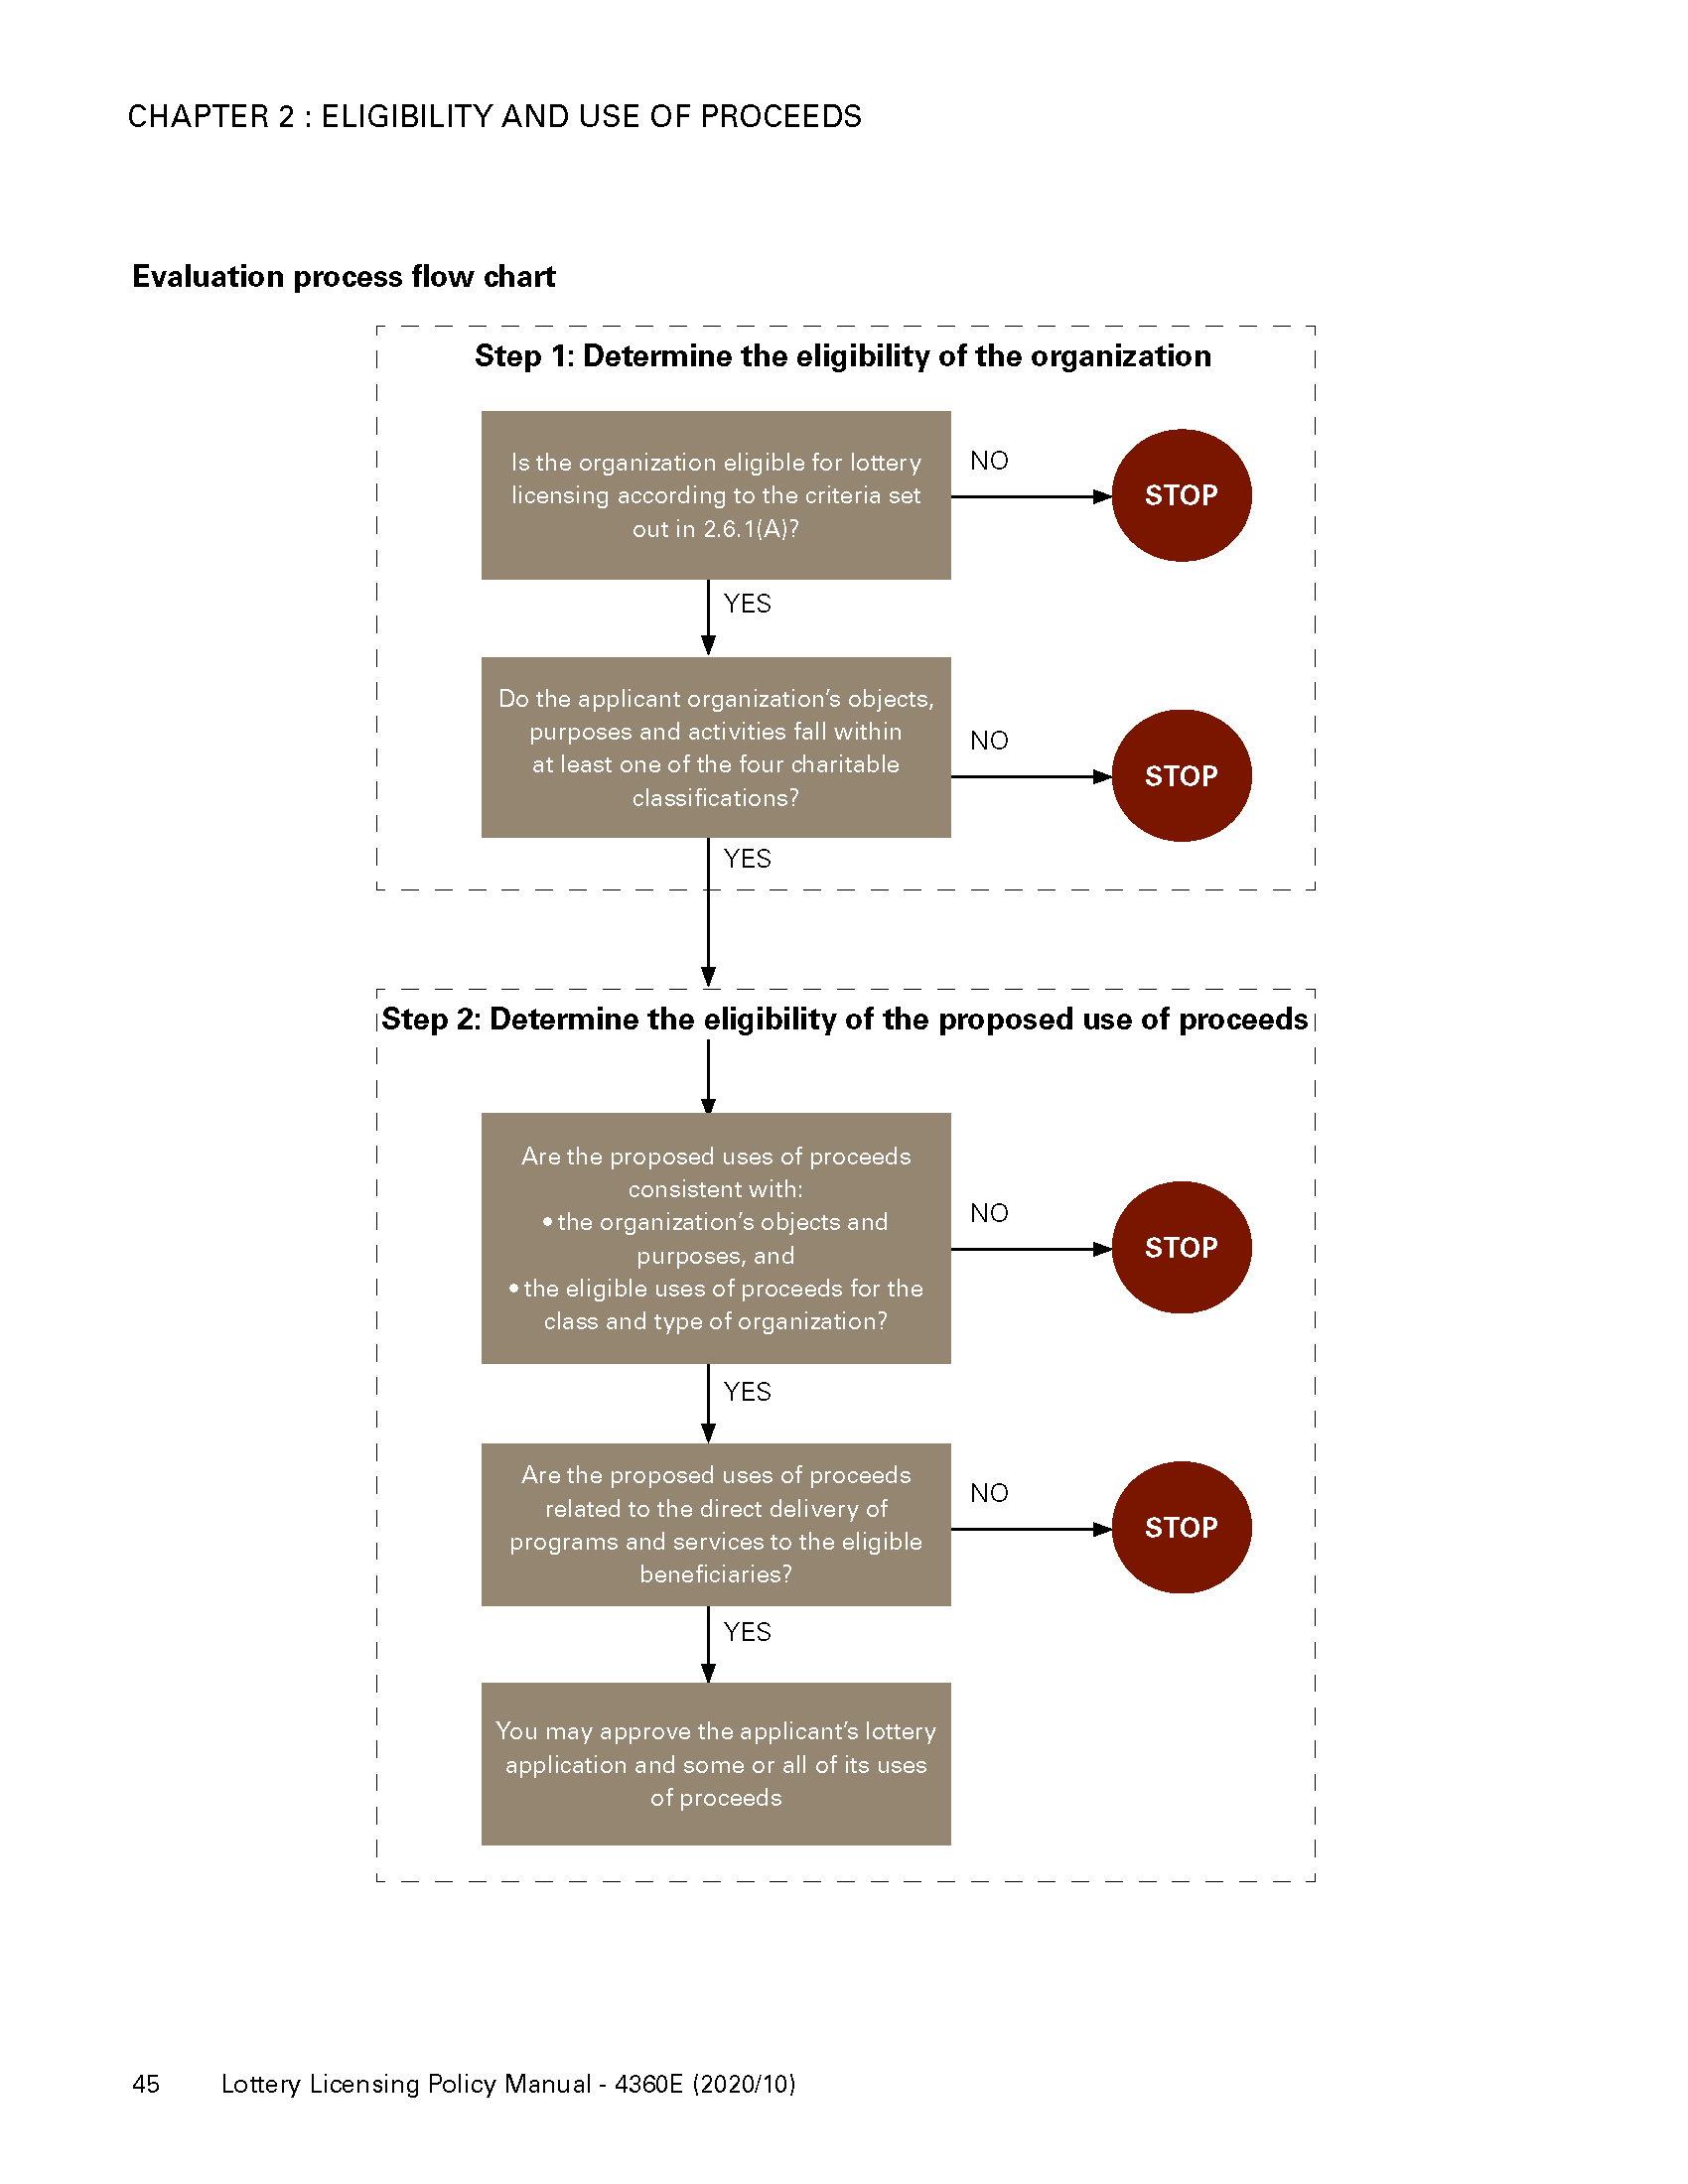 CHAPTER 2 : ELIGIBILITY AND USE OF PROCEEDS
Evaluation process flow chart
Step 1: Determine the eligibility of the organization
Is the organization eligible for lottery
licensing according to the criteria set
out in 2.6.1(A)?
NO
STOP
YES
Do the applicant organization’s objects,
purposes and activities fall within
at least one of the four charitable
classifications?
NO
STOP
YES
Step 2: Determine the eligibility of the proposed use of proceeds
Are the proposed uses of proceeds
consistent with:
• the organization’s objects and
purposes, and
• the eligible uses of proceeds for the
class and type of organization?
NO
STOP
YES
Are the proposed uses of proceeds
related to the direct delivery of
programs and services to the eligible
beneficiaries?
NO
STOP
YES
You may approve the applicant’s lottery
application and some or all of its uses
of proceeds
45 Lottery Licensing Policy Manual - 4360E (2020/10)